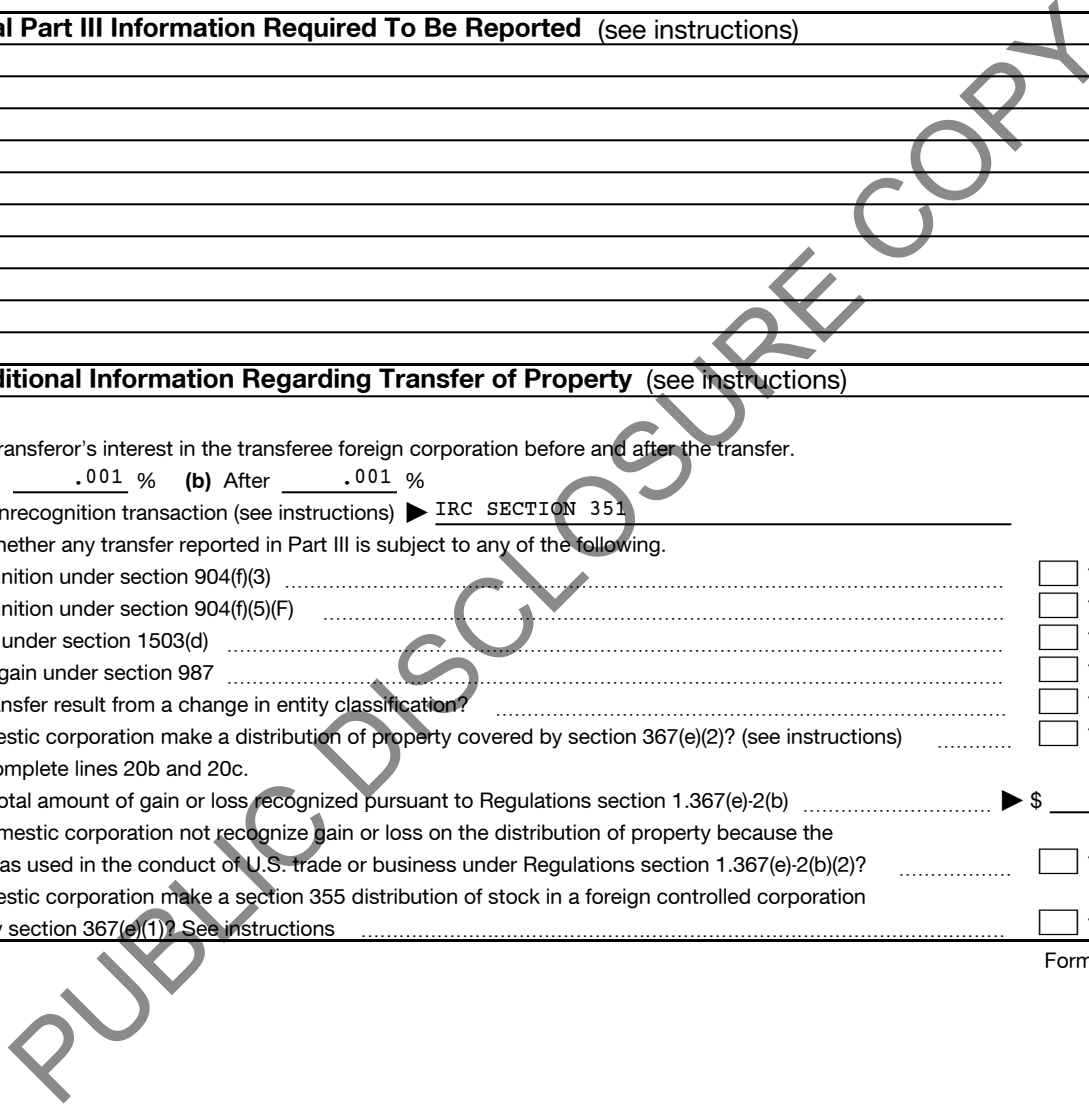 al Part III Information Required To Be Reported (see instructions)
ditional Information Regarding Transfer of Property (see instructions)
ransferor's interest in the transferee foreign corporation before and after the transfer.
.001 % (b) After .001 %
nrecognition transaction (see instructions) ▶ IRC SECTION 351
hether any transfer reported in Part III is subject to any of the following.
nition under section 904(f)(3)
nition under section 904(f)(5)(F)
under section 1503(d)
gain under section 987
ansfer result from a change in entity classification?
estic corporation make a distribution of property covered by section 367(e)(2)? (see instructions)
omplete lines 20b and 20c.
otal amount of gain or loss recognized pursuant to Regulations section 1.367(e)-2(b) ▶ $
mestic corporation not recognize gain or loss on the distribution of property because the
as used in the conduct of U.S. trade or business under Regulations section 1.367(e)-2(b)(2)?
estic corporation make a section 355 distribution of stock in a foreign controlled corporation
y section 367(e)(1)? See instructions
Form
PUBLIC DISCLOSURE COPY